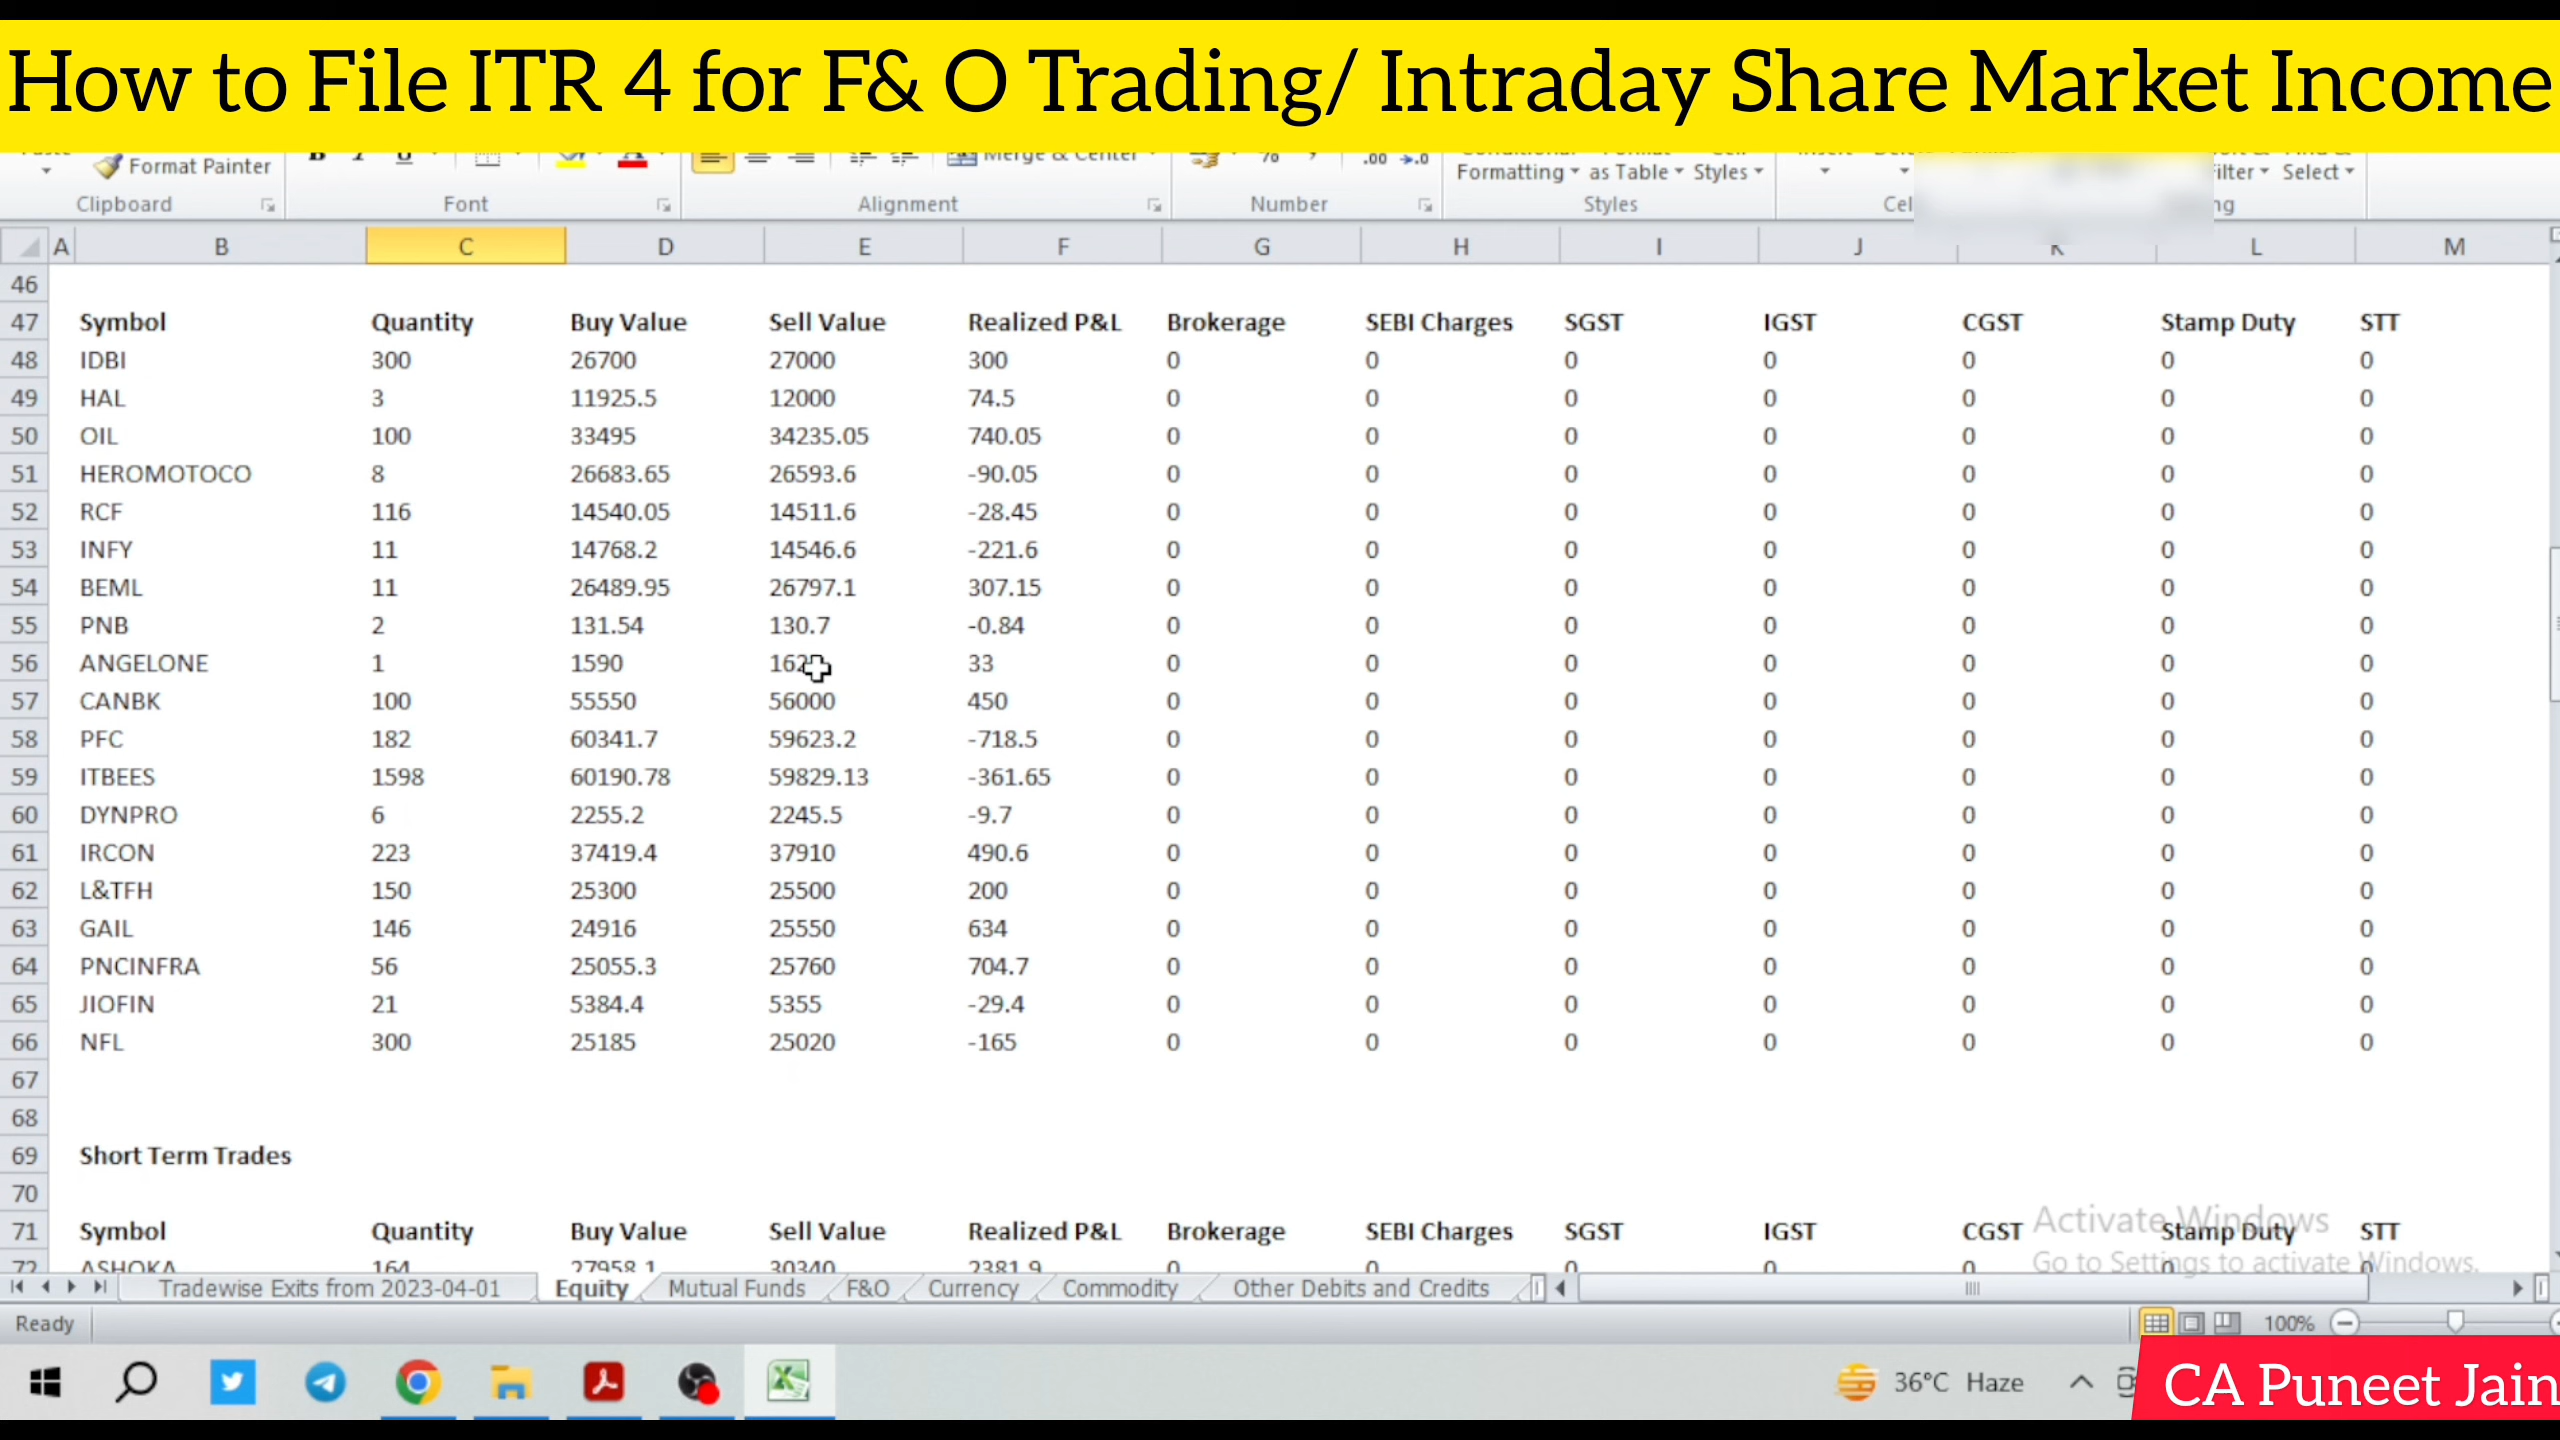 How to File ITR 4 for F& O Trading/ Intraday Share Market Income
Format Painter
Merge & Center
Formatting as Table Styles Select
Clipboard Font Alignment Number Styles
A B C D E F G H I J K L M
46
47 Symbol Quantity Buy Value Sell Value Realized P&L Brokerage SEBI Charges SGST IGST CGST Stamp Duty STT
48 IDBI 300 26700 27000 300 0 0 0 0 0 0 0
49 HAL 3 11925.5 12000 74.5 0 0 0 0 0 0 0
50 OIL 100 33495 34235.05 740.05 0 0 0 0 0 0 0
51 HEROMOTOCO 8 26683.65 26593.6 -90.05 0 0 0 0 0 0 0
52 RCF 116 14540.05 14511.6 -28.45 0 0 0 0 0 0 0
53 INFY 11 14768.2 14546.6 -221.6 0 0 0 0 0 0 0
54 BEML 11 26489.95 26797.1 307.15 0 0 0 0 0 0 0
55 PNB 2 131.54 130.7 -0.84 0 0 0 0 0 0 0
56 ANGELONE 1 1590 33 0 0 0 0 0 0 0
57 CANBK 100 55550 56000 450 0 0 0 0 0 0 0
58 PFC 182 60341.7 59623.2 -718.5 0 0 0 0 0 0 0
59 ITBEES 1598 60190.78 59829.13 -361.65 0 0 0 0 0 0 0
60 DYNPRO 6 2255.2 2245.5 -9.7 0 0 0 0 0 0 0
61 IRCON 223 37419.4 37910 490.6 0 0 0 0 0 0 0
62 L&TFH 150 25300 25500 200 0 0 0 0 0 0 0
63 GAIL 146 24916 25550 634 0 0 0 0 0 0 0
64 PNCINFRA 56 25055.3 25760 704.7 0 0 0 0 0 0 0
65 JIOFIN 21 5384.4 5355 -29.4 0 0 0 0 0 0 0
66 NFL 300 25185 25020 -165 0 0 0 0 0 0 0
67
68
69 Short Term Trades
70
71 Symbol Quantity Buy Value Sell Value Realized P&L Brokerage SEBI Charges SGST IGST CGST Stamp Duty STT
72 ASHOKA 164 27958.1 30340 2381.9 0 0 0 0 0 0 0
Activate Windows
Go to Settings to activate Windows.
Tradewise Exits from 2023-04-01 Equity Mutual Funds F&O Currency Commodity Other Debits and Credits
Ready 100%
36°C Haze
CA Puneet Jain